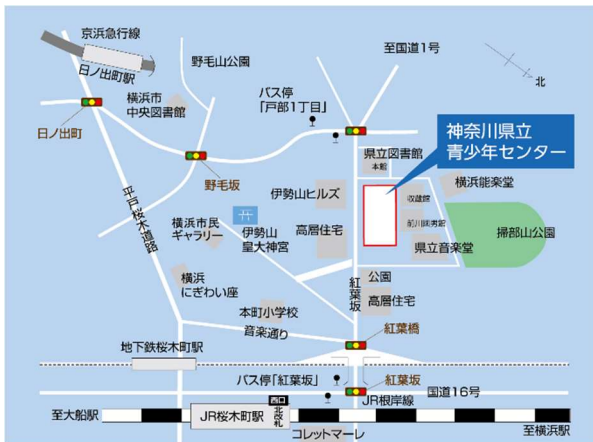 京浜急行線
日ノ出町駅
野毛山公園
至国道1号
北
バス停
「戸部1丁目」
横浜市
中央図書館
日ノ出町
野毛坂
県立図書館
本館
神奈川県立
青少年センター
横浜能楽堂
収蔵館
前川國男館
県立音楽堂
掃部山公園
伊勢山ヒルズ
高層住宅
伊勢山
皇大神宮
横浜市民
ギャラリー
平戸桜木道路
横浜
にぎわい座
紅葉坂
公園
高層住宅
本町小学校
音楽通り
紅葉橋
地下鉄桜木町駅
バス停「紅葉坂」
紅葉坂
国道16号
JR根岸線
至大船駅
JR桜木町駅
西口
北改札
至横浜駅
コレットマーレ